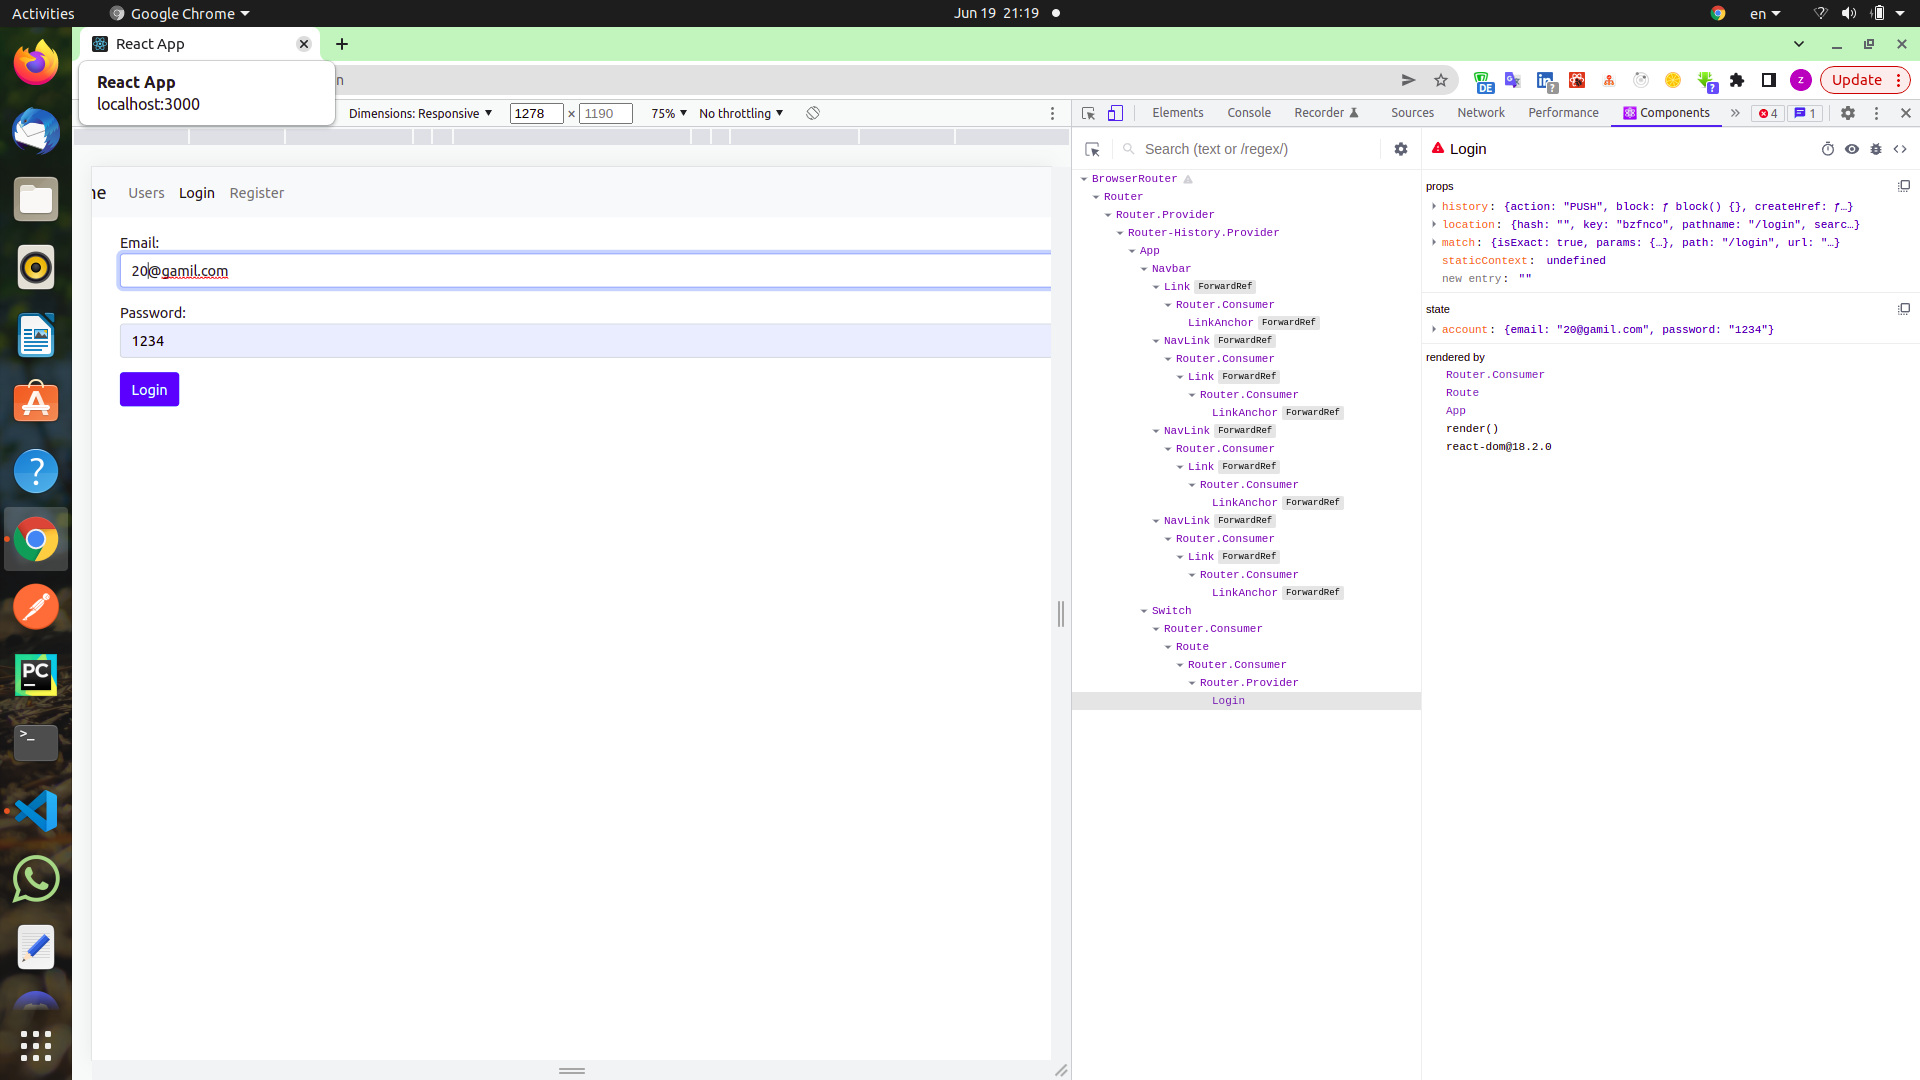 Activities
Google Chrome
Jun 19 21:19
en
React App
React App
localhost:3000
n
DE
Update
z
Dimensions: Responsive
1278 × 1190
75%
No throttling
Elements
Console
Recorder
Sources
Network
Performance
Components
4
1
ne
Users
Login
Register
Email:
20@gamil.com
Password:
1234
Login
Search (text or /regex/)
BrowserRouter
Router
Router.Provider
Router-History.Provider
App
Navbar
Link ForwardRef
Router.Consumer
LinkAnchor ForwardRef
NavLink ForwardRef
Router.Consumer
Link ForwardRef
Router.Consumer
LinkAnchor ForwardRef
NavLink ForwardRef
Router.Consumer
Link ForwardRef
Router.Consumer
LinkAnchor ForwardRef
NavLink ForwardRef
Router.Consumer
Link ForwardRef
Router.Consumer
LinkAnchor ForwardRef
Switch
Router.Consumer
Route
Router.Consumer
Router.Provider
Login
Login
props
history: {action: "PUSH", block: ƒ block() {}, createHref: ƒ…}
location: {hash: "", key: "bzfnco", pathname: "/login", searc…}
match: {isExact: true, params: {…}, path: "/login", url: "…}
staticContext: undefined
new entry: ""
state
account: {email: "20@gamil.com", password: "1234"}
rendered by
Router.Consumer
Route
App
render()
react-dom@18.2.0